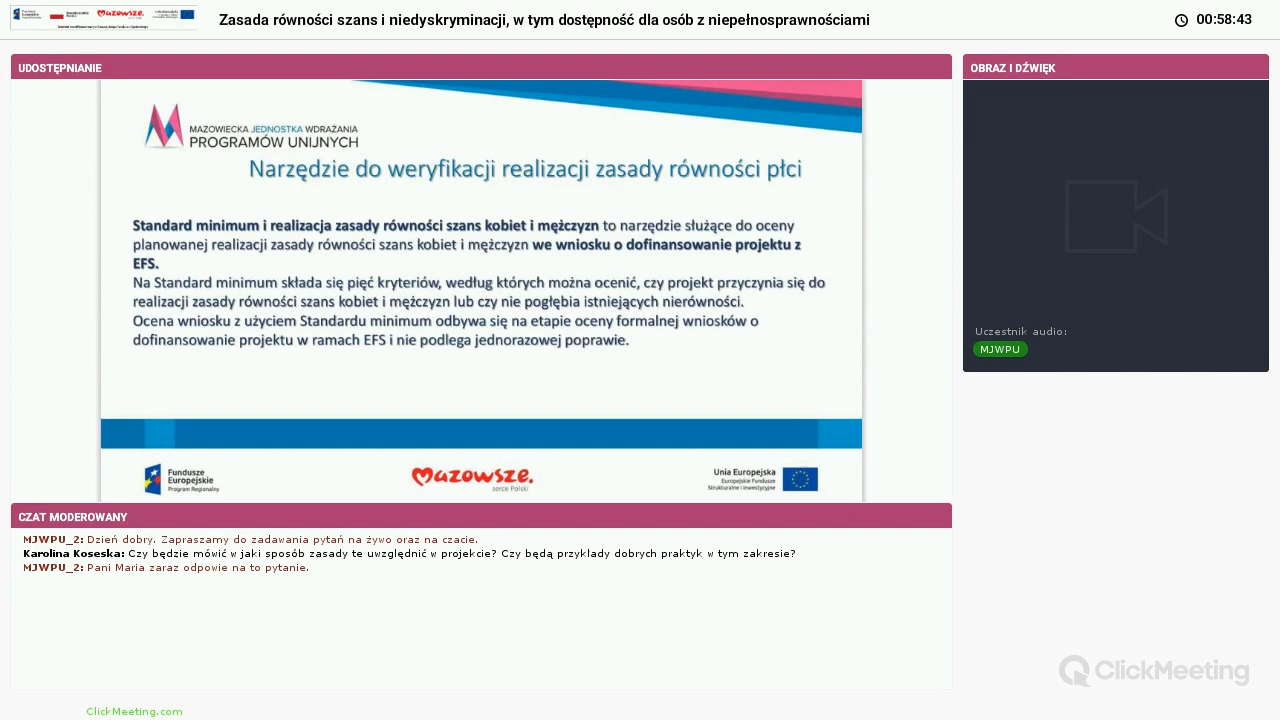 Zasada równości szans i niedyskryminacji, w tym dostępność dla osób z niepełnosprawnościami
00:58:43
UDOSTĘPNIANIE
OBRAZ I DŹWIĘK
MAZOWIECKA JEDNOSTKA WDRAŻANIA
PROGRAMÓW UNIJNYCH
Narzędzie do weryfikacji realizacji zasady równości płci
Standard minimum i realizacja zasady równości szans kobiet i mężczyzn to narzędzie służące do oceny
planowanej realizacji zasady równości szans kobiet i mężczyzn we wniosku o dofinansowanie projektu z
EFS.
Na Standard minimum składa się pięć kryteriów, według których można ocenić, czy projekt przyczynia się do
realizacji zasady równości szans kobiet i mężczyzn lub czy nie pogłębia istniejących nierówności.
Ocena wniosku z użyciem Standardu minimum odbywa się na etapie oceny formalnej wniosków o
dofinansowanie projektu w ramach EFS i nie podlega jednorazowej poprawie.
Uczestnik audio:
MJWPU
Fundusze
Europejskie
Program Regionalny
mazowsze.
serce Polski
Unia Europejska
Europejskie Fundusze
Strukturalne i Inwestycyjne
CZAT MODEROWANY
MJWPU_2: Dzień dobry. Zapraszamy do zadawania pytań na żywo oraz na czacie.
Karolina Koseska: Czy będzie mówić w jaki sposób zasady te uwzględnić w projekcie? Czy będą przyklady dobrych praktyk w tym zakresie?
MJWPU_2: Pani Maria zaraz odpowie na to pytanie.
ClickMeeting
ClickMeeting.com